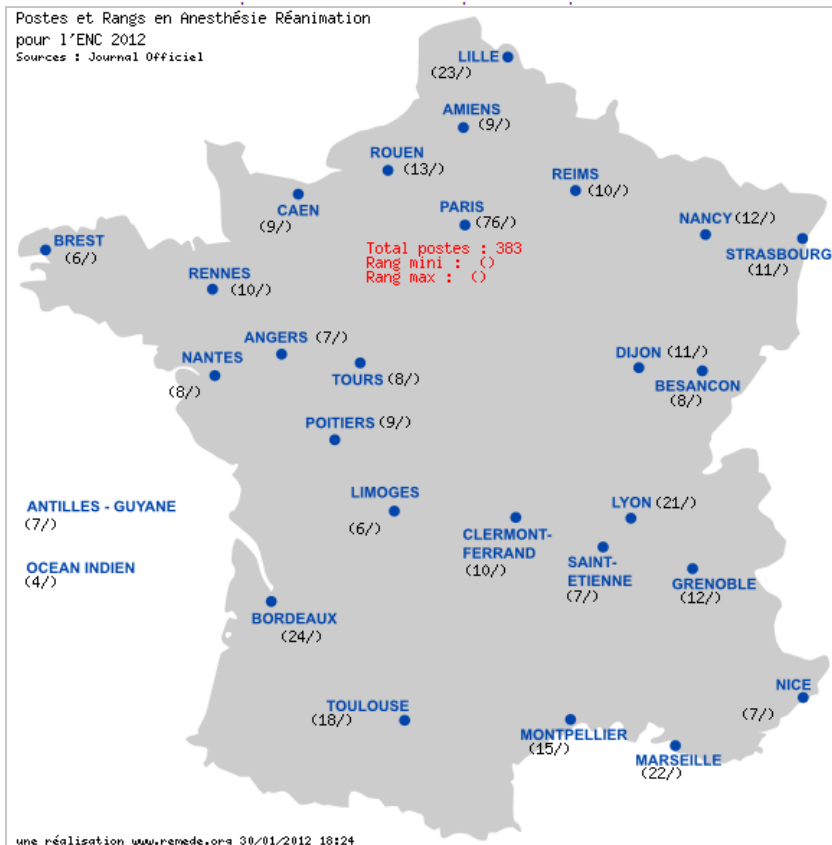 Postes et Rangs en Anesthésie Réanimation
pour l'ENC 2012
Sources : Journal Officiel
LILLE
(23/)
AMIENS
(9/)
ROUEN
(13/)
REIMS
(10/)
CAEN
(9/)
PARIS
(76/)
NANCY (12/)
STRASBOURG
(11/)
BREST
(6/)
Total postes : 383
Rang mini : ()
Rang max : ()
RENNES
(10/)
ANGERS (7/)
NANTES
(8/)
TOURS (8/)
DIJON (11/)
BESANCON
(8/)
POITIERS (9/)
LIMOGES
(6/)
ANTILLES - GUYANE
(7/)
LYON (21/)
CLERMONT-
FERRAND
(10/)
SAINT-
ETIENNE
(7/)
OCEAN INDIEN
(4/)
GRENOBLE
(12/)
BORDEAUX
(24/)
NICE
(7/)
TOULOUSE
(18/)
MONTPELLIER
(15/)
MARSEILLE
(22/)
une réalisation www.remede.org 30/01/2012 18:24